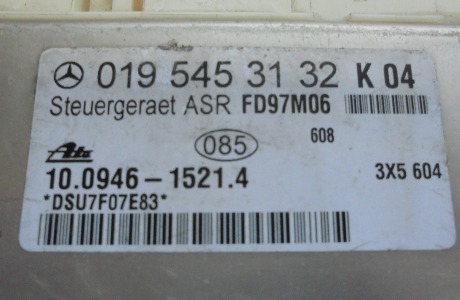 019 545 31 32 K 04
Steuergeraet ASR FD97M06
085 608
Ate
10.0946-1521.4 3X5 604
*DSU7F07E83*